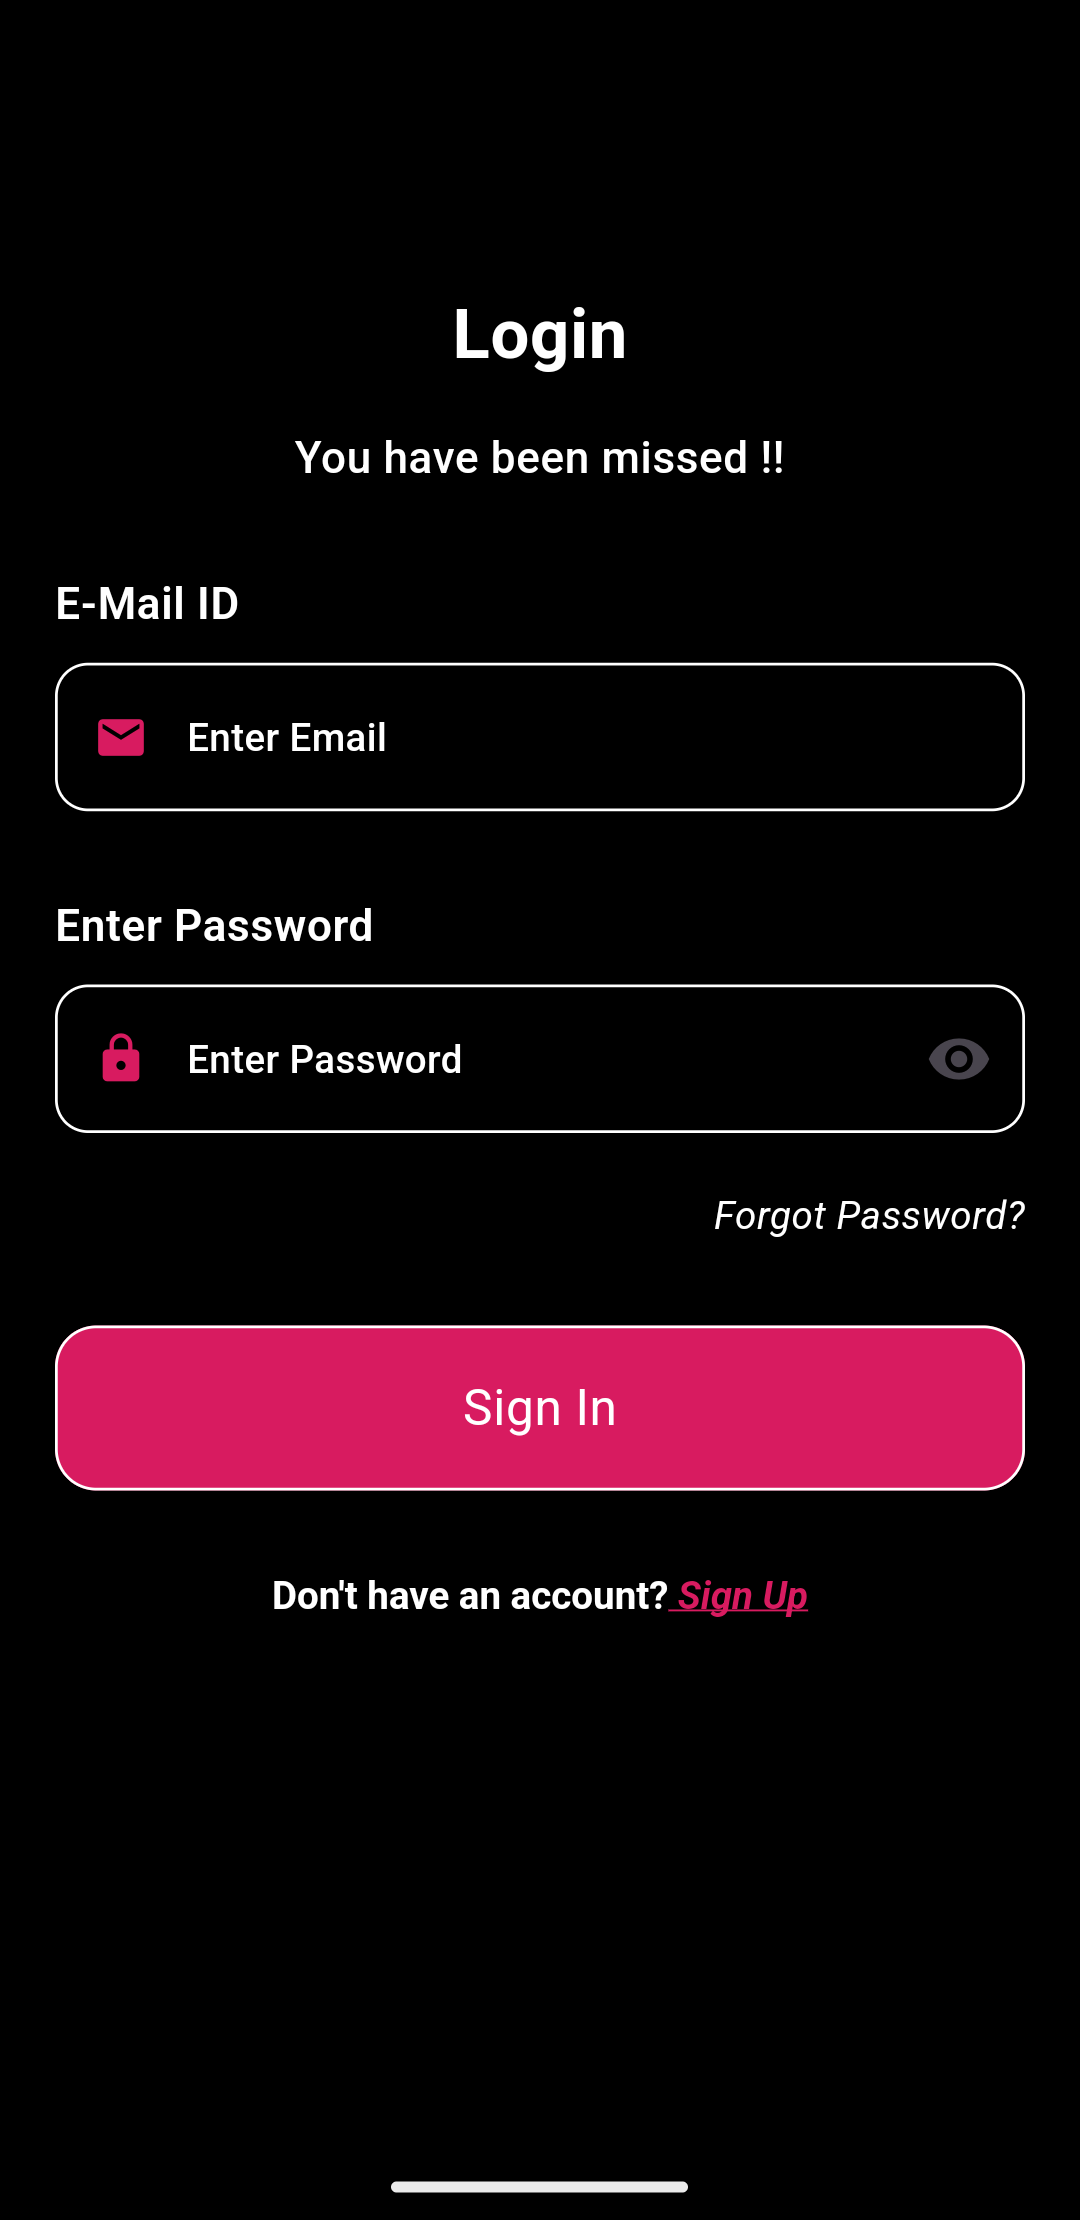 Login
You have been missed !!
E-Mail ID
Enter Email
Enter Password
Enter Password
Forgot Password?
Sign In
Don't have an account? Sign Up